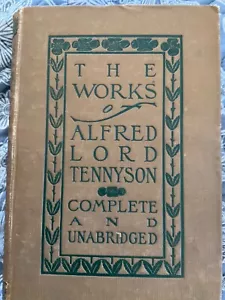 THE
WORKS
of
ALFRED
LORD
TENNYSON
COMPLETE
AND
UNABRIDGED